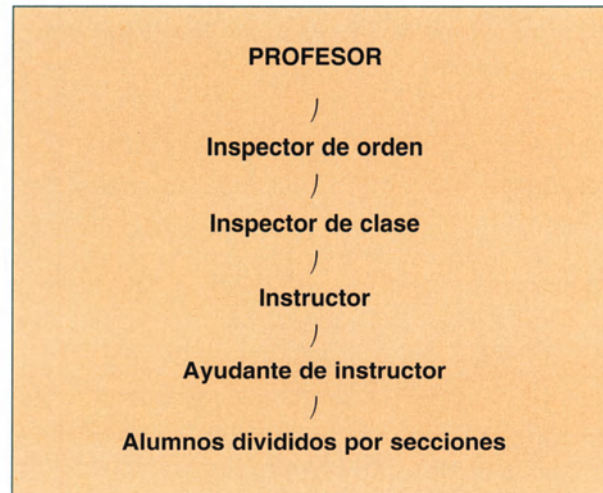 PROFESOR
Inspector de orden
Inspector de clase
Instructor
Ayudante de instructor
Alumnos divididos por secciones